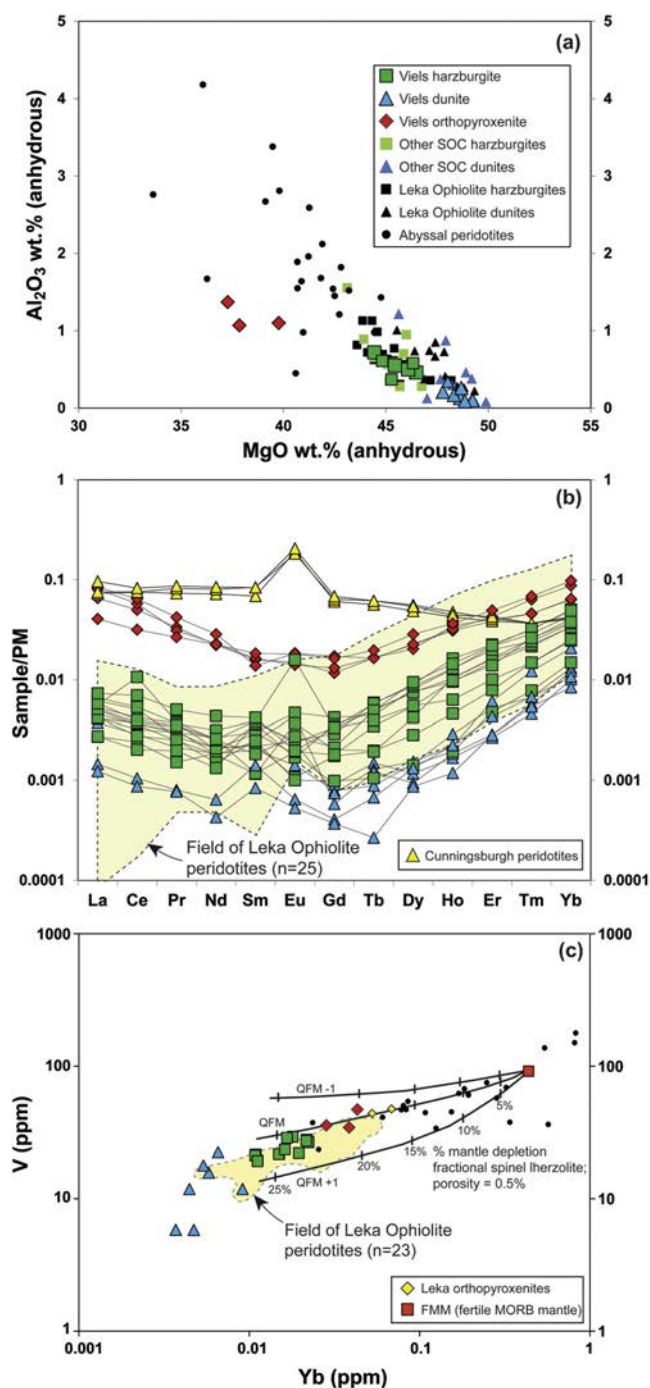 5
5
(a)
Viels harzburgite
Viels dunite
Viels orthopyroxenite
Other SOC harzburgites
Other SOC dunites
Leka Ophiolite harzburgites
Leka Ophiolite dunites
Abyssal peridotites
4
4
3
3
2
2
1
1
0
0
Al2O3 wt.% (anhydrous)
30 35 40 45 50 55
MgO wt.% (anhydrous)
1
1
(b)
0.1
0.1
0.01
0.01
0.001
0.001
0.0001
0.0001
Sample/PM
Field of Leka Ophiolite
peridotites (n=25)
Cunningsburgh peridotites
La Ce Pr Nd Sm Eu Gd Tb Dy Ho Er Tm Yb
1000
1000
(c)
100
100
10
10
1
1
V (ppm)
QFM -1
QFM
QFM +1
5%
10%
15%
20%
25%
% mantle depletion
fractional spinel lherzolite;
porosity = 0.5%
Field of Leka Ophiolite
peridotites (n=23)
Leka orthopyroxenites
FMM (fertile MORB mantle)
0.001 0.01 0.1 1
Yb (ppm)